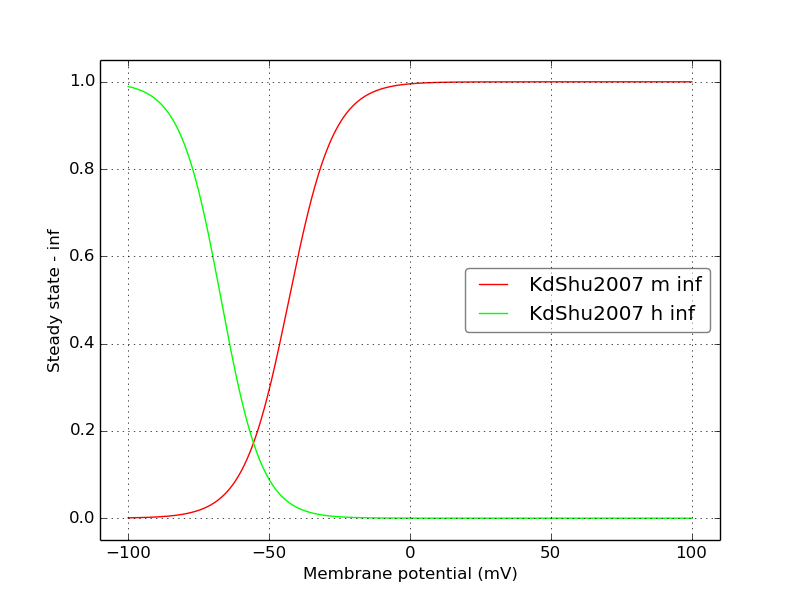 1.0
0.8
0.6
0.4
0.2
0.0
Steady state - inf
KdShu2007 m inf
KdShu2007 h inf
−100
−50
0
50
100
Membrane potential (mV)